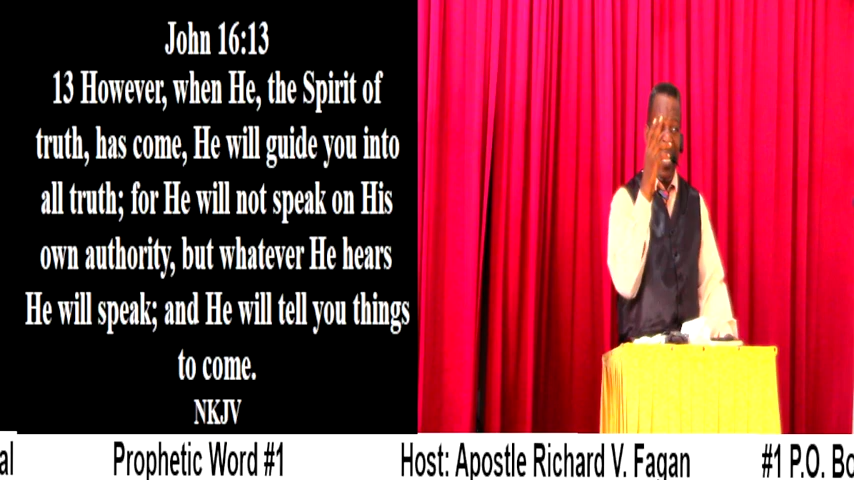 John 16:13
13 However, when He, the Spirit of
truth, has come, He will guide you into
all truth; for He will not speak on His
own authority, but whatever He hears
He will speak; and He will tell you things
to come.
NKJV
al Prophetic Word #1 Host: Apostle Richard V. Fagan #1 P.O. Bo